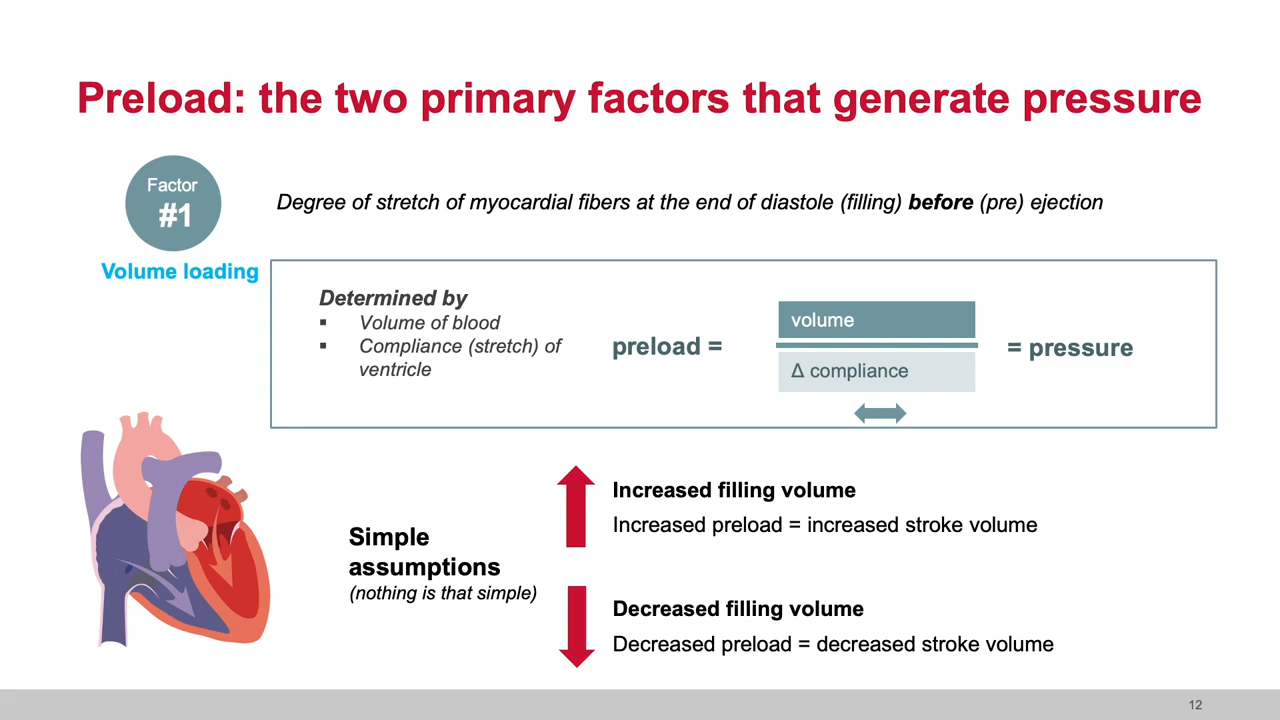 Preload: the two primary factors that generate pressure
Factor
#1
Volume loading
Degree of stretch of myocardial fibers at the end of diastole (filling) before (pre) ejection
Determined by
▪ Volume of blood
▪ Compliance (stretch) of
ventricle
preload =
volume
Δ compliance
= pressure
Simple
assumptions
(nothing is that simple)
Increased filling volume
Increased preload = increased stroke volume
Decreased filling volume
Decreased preload = decreased stroke volume
12